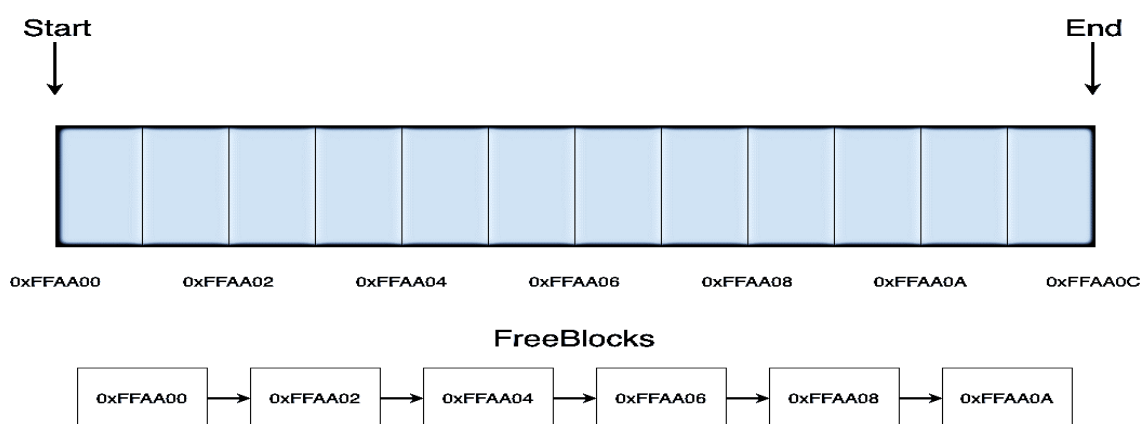 Start End
0xFFAA00 0xFFAA02 0xFFAA04 0xFFAA06 0xFFAA08 0xFFAA0A 0xFFAA0C
FreeBlocks
0xFFAA00 0xFFAA02 0xFFAA04 0xFFAA06 0xFFAA08 0xFFAA0A